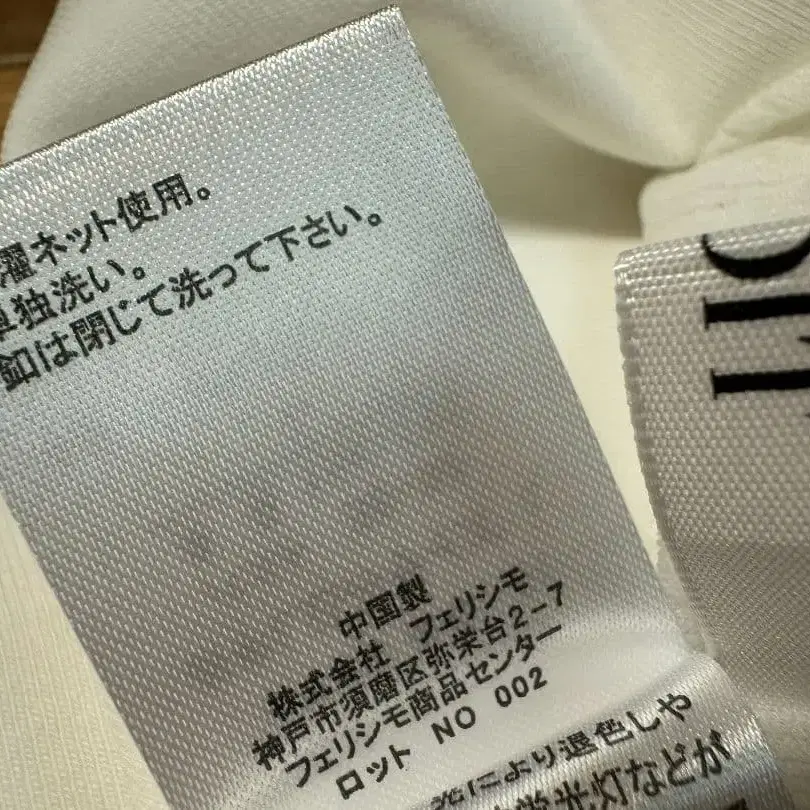 濯ネット使用。
単独洗い。
釦は閉じて洗って下さい。
中国製
株式会社 フェリシモ
神戸市須磨区弥栄台2-7
フェリシモ商品センター
ロット NO 002
光により退色しや
蛍光灯などが